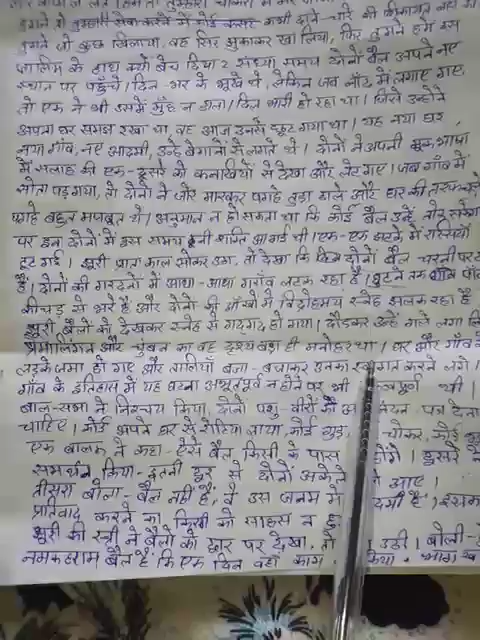 तुमने जो कुछ खिलाया, वह सिर झुकाकर खा लिया, फिर तुमने हमें इस
जालिम के हाथ क्यों बेच दिया? संध्या समय दोनों बैल अपने नए
स्थान पर पहुँचे। दिन-भर के भूखे थे, लेकिन जब नाँद में लगाए गए,
तो एक ने भी उसमें मुँह न डाला। दिल भारी हो रहा था। जिसे उन्होंने
अपना घर समझ रखा था, वह आज उनसे छूट गया था। यह नया घर,
नया गाँव, नए आदमी, उन्हें बेगानों से लगते थे। दोनों ने अपनी मूक-भाषा
में सलाह की एक-दूसरे को कनखियों से देखा और लेट गए। जब गाँव में
सोता पड़ गया, तो दोनों ने जोर मारकर पगहे तुड़ा डाले और घर की तरफ चले
पगहे बहुत मजबूत थे। अनुमान न हो सकता था कि कोई बैल उन्हें तोड़ सकेगा
पर इन दोनों में इस समय दूनी शक्ति आ गई थी। एक-एक झटके में रस्सियाँ
टूट गईं। झूरी प्रातःकाल सोकर उठा, तो देखा कि दोनों बैल चरनी पर
हैं। दोनों की गरदनों में आधा-आधा गराँव लटक रहा है। घुटने तक पाँव
कीचड़ से भरे हैं और दोनों की आँखों में विद्रोहमय स्नेह झलक रहा है
झूरी बैलों को देखकर स्नेह से गद्गद हो गया। दौड़कर उन्हें गले लगा लिया
प्रेमालिंगन और चुंबन का वह दृश्य बड़ा ही मनोहर था। घर और गाँव के
लड़के जमा हो गए और तालियाँ बजा-बजाकर उनका स्वागत करने लगे।
गाँव के इतिहास में यह घटना अभूतपूर्व न होने पर भी थी।
बाल-सभा ने निश्चय किया, दोनों पशु-वीरों को पत्र देना
चाहिए। कोई अपने घर से रोटियां लाया, कोई गुड़, चोकर, कोई
एक बालक ने कहा- ऐसे बैल किसी के पास होंगे। दूसरे ने
समर्थन किया- इतनी दूर से दोनों अकेले आए।
तीसरा बोला- बैल नहीं हैं, वे उस जनम में हैं। इसका
प्रतिवाद करने का किसी को साहस न
झूरी की स्त्री ने बैलों को द्वार पर देखा, तो उठी। बोली-
नमकहराम बैल हैं कि एक दिन वहाँ काम किया, भाग